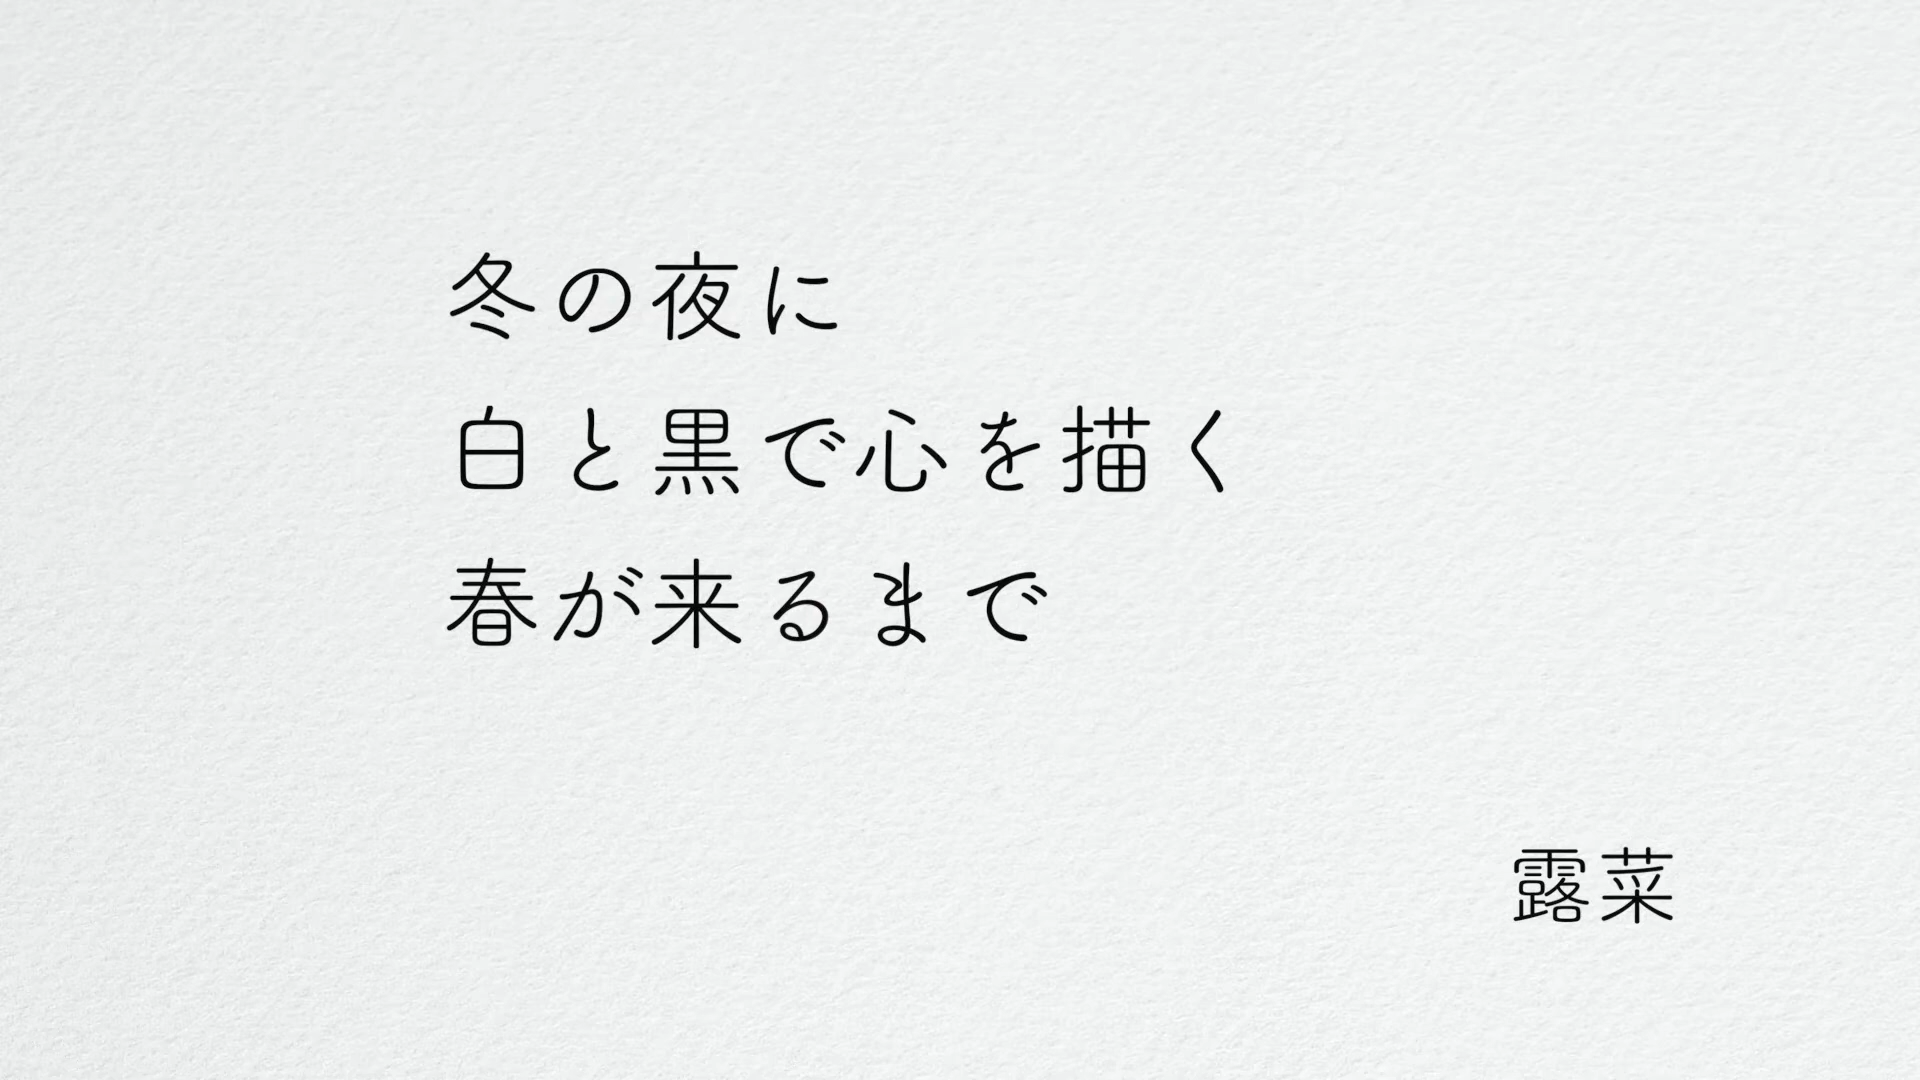 冬の夜に
白と黒で心を描く
春が来るまで
露菜